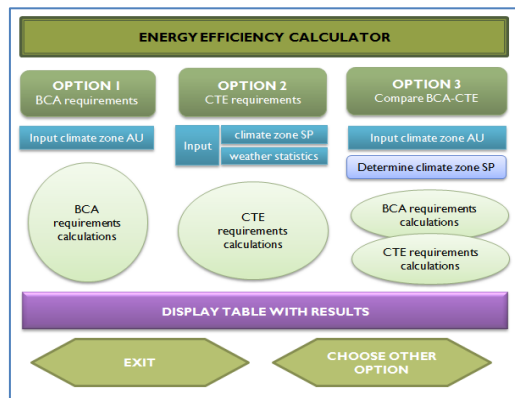 ENERGY EFFICIENCY CALCULATOR
OPTION 1
BCA requirements
OPTION 2
CTE requirements
OPTION 3
Compare BCA-CTE
Input climate zone AU
Input
climate zone SP
weather statistics
Input climate zone AU
Determine climate zone SP
BCA
requirements
calculations
CTE
requirements
calculations
BCA requirements
calculations
CTE requirements
calculations
DISPLAY TABLE WITH RESULTS
EXIT
CHOOSE OTHER
OPTION